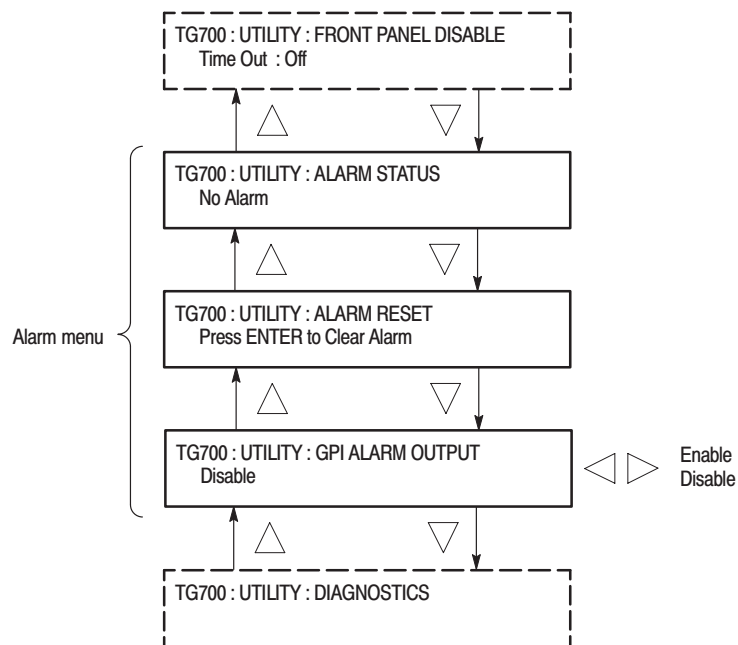 TG700 : UTILITY : FRONT PANEL DISABLE
Time Out : Off
TG700 : UTILITY : ALARM STATUS
No Alarm
TG700 : UTILITY : ALARM RESET
Press ENTER to Clear Alarm
Alarm menu
TG700 : UTILITY : GPI ALARM OUTPUT
Disable
Enable
Disable
TG700 : UTILITY : DIAGNOSTICS